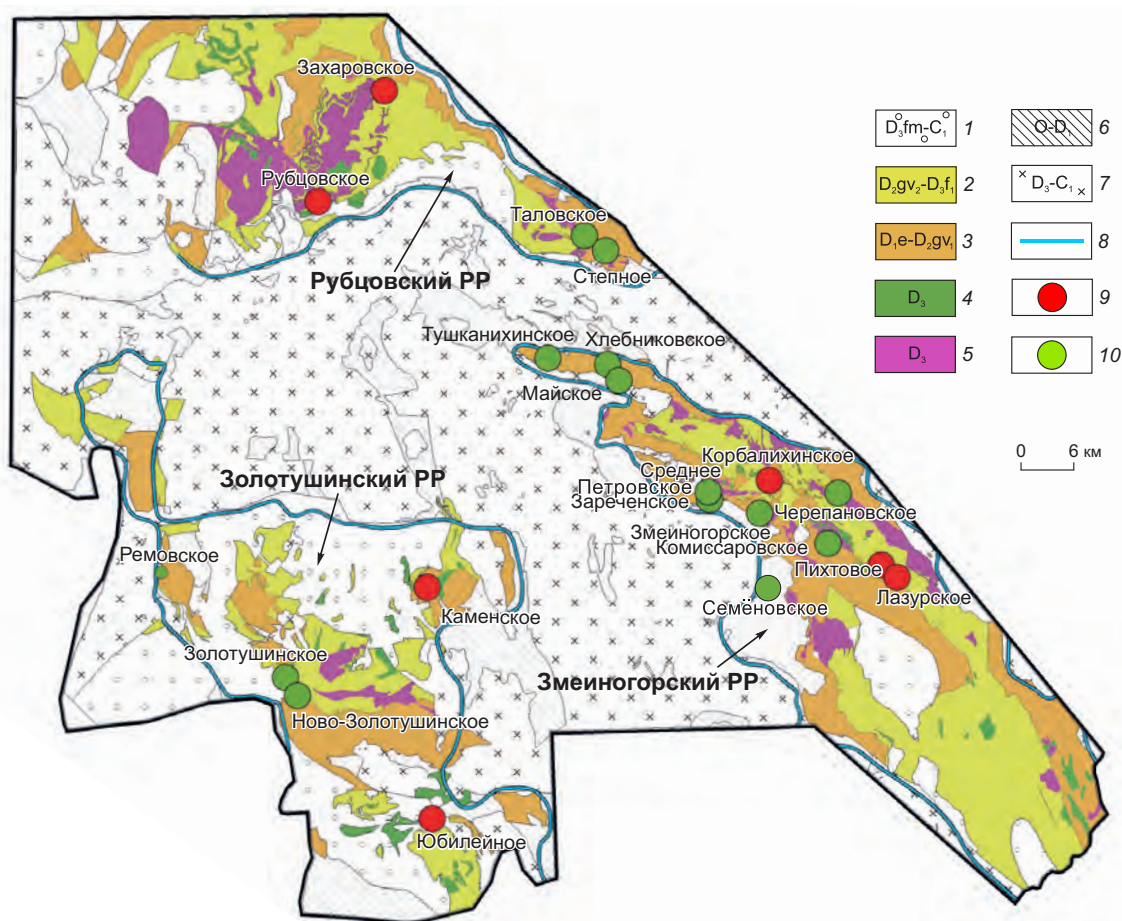 Захаровское
Рубцовское
Таловское
Степное
Рубцовский РР
Тушканихинское
Хлебниковское
Майское
Корбалихинское
Среднее
Петровское
Зареченское
Золотушинский РР
Черепановское
Змеиногорское
Комиссаровское
Ремовское
Пихтовое
Лазурское
Каменское
Семёновское
Золотушинское
Змеиногорский РР
Ново-Золотушинское
Юбилейное
D₃fm-C₁ 1
D₂gv₂-D₃f₁ 2
D₁e-D₂gv₁ 3
D₃ 4
D₃ 5
O-D₁ 6
D₃-C₁ 7
8
9
10
0 6 км